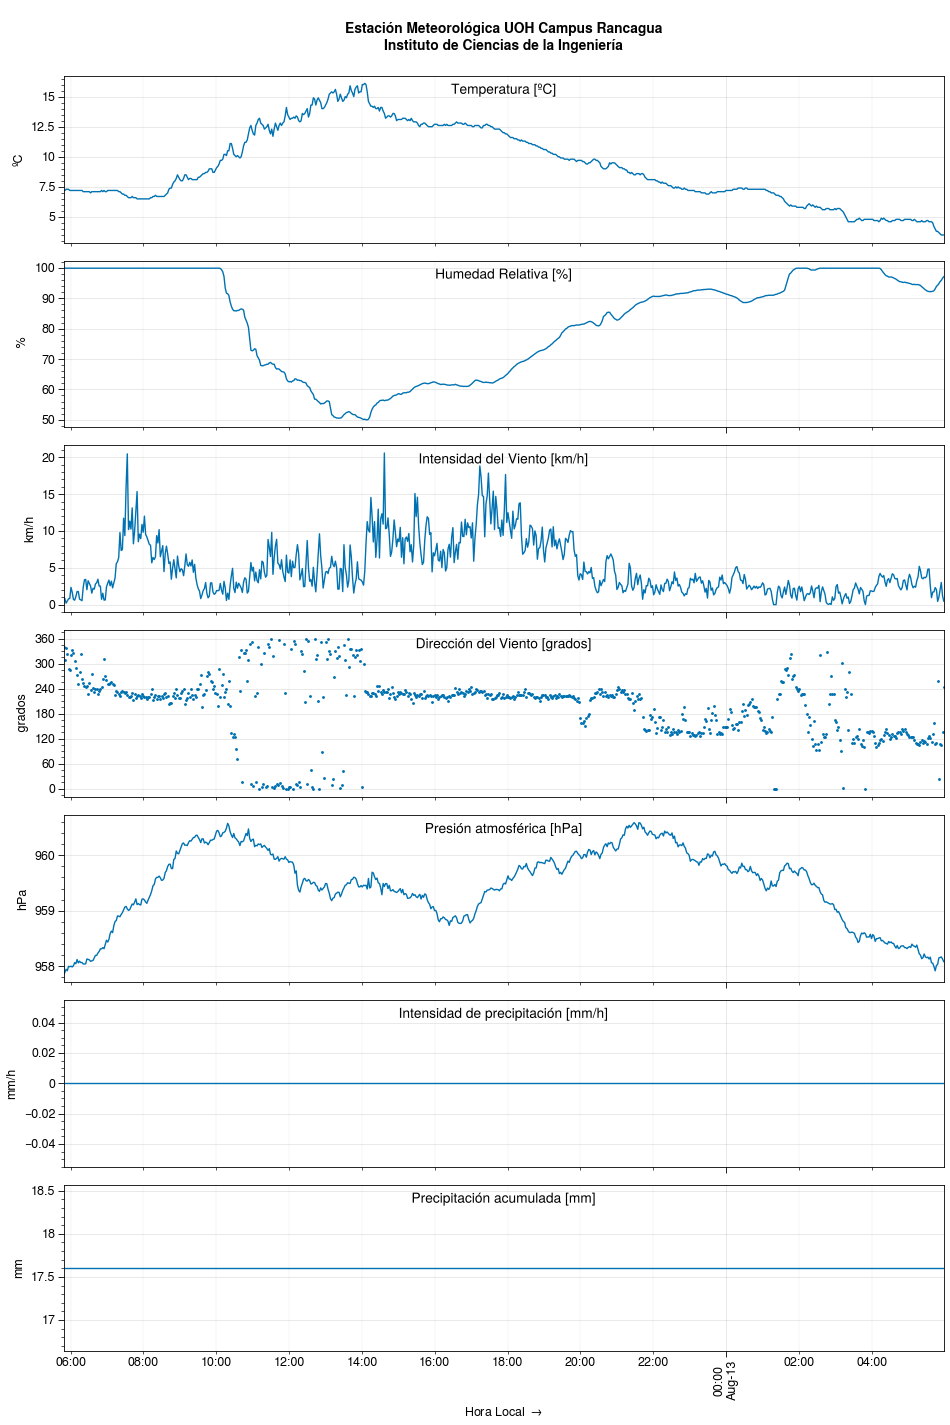 Estación Meteorológica UOH Campus Rancagua
Instituto de Ciencias de la Ingeniería
Temperatura [ºC]
15
12.5
10
7.5
5
ºC
Humedad Relativa [%]
100
90
80
70
60
50
%
Intensidad del Viento [km/h]
20
15
10
5
0
km/h
Dirección del Viento [grados]
360
300
240
180
120
60
0
grados
Presión atmosférica [hPa]
960
959
958
hPa
Intensidad de precipitación [mm/h]
0.04
0.02
0
−0.02
−0.04
mm/h
Precipitación acumulada [mm]
18.5
18
17.5
17
mm
06:00 08:00 10:00 12:00 14:00 16:00 18:00 20:00 22:00 00:00 02:00 04:00
Aug-13
Hora Local →